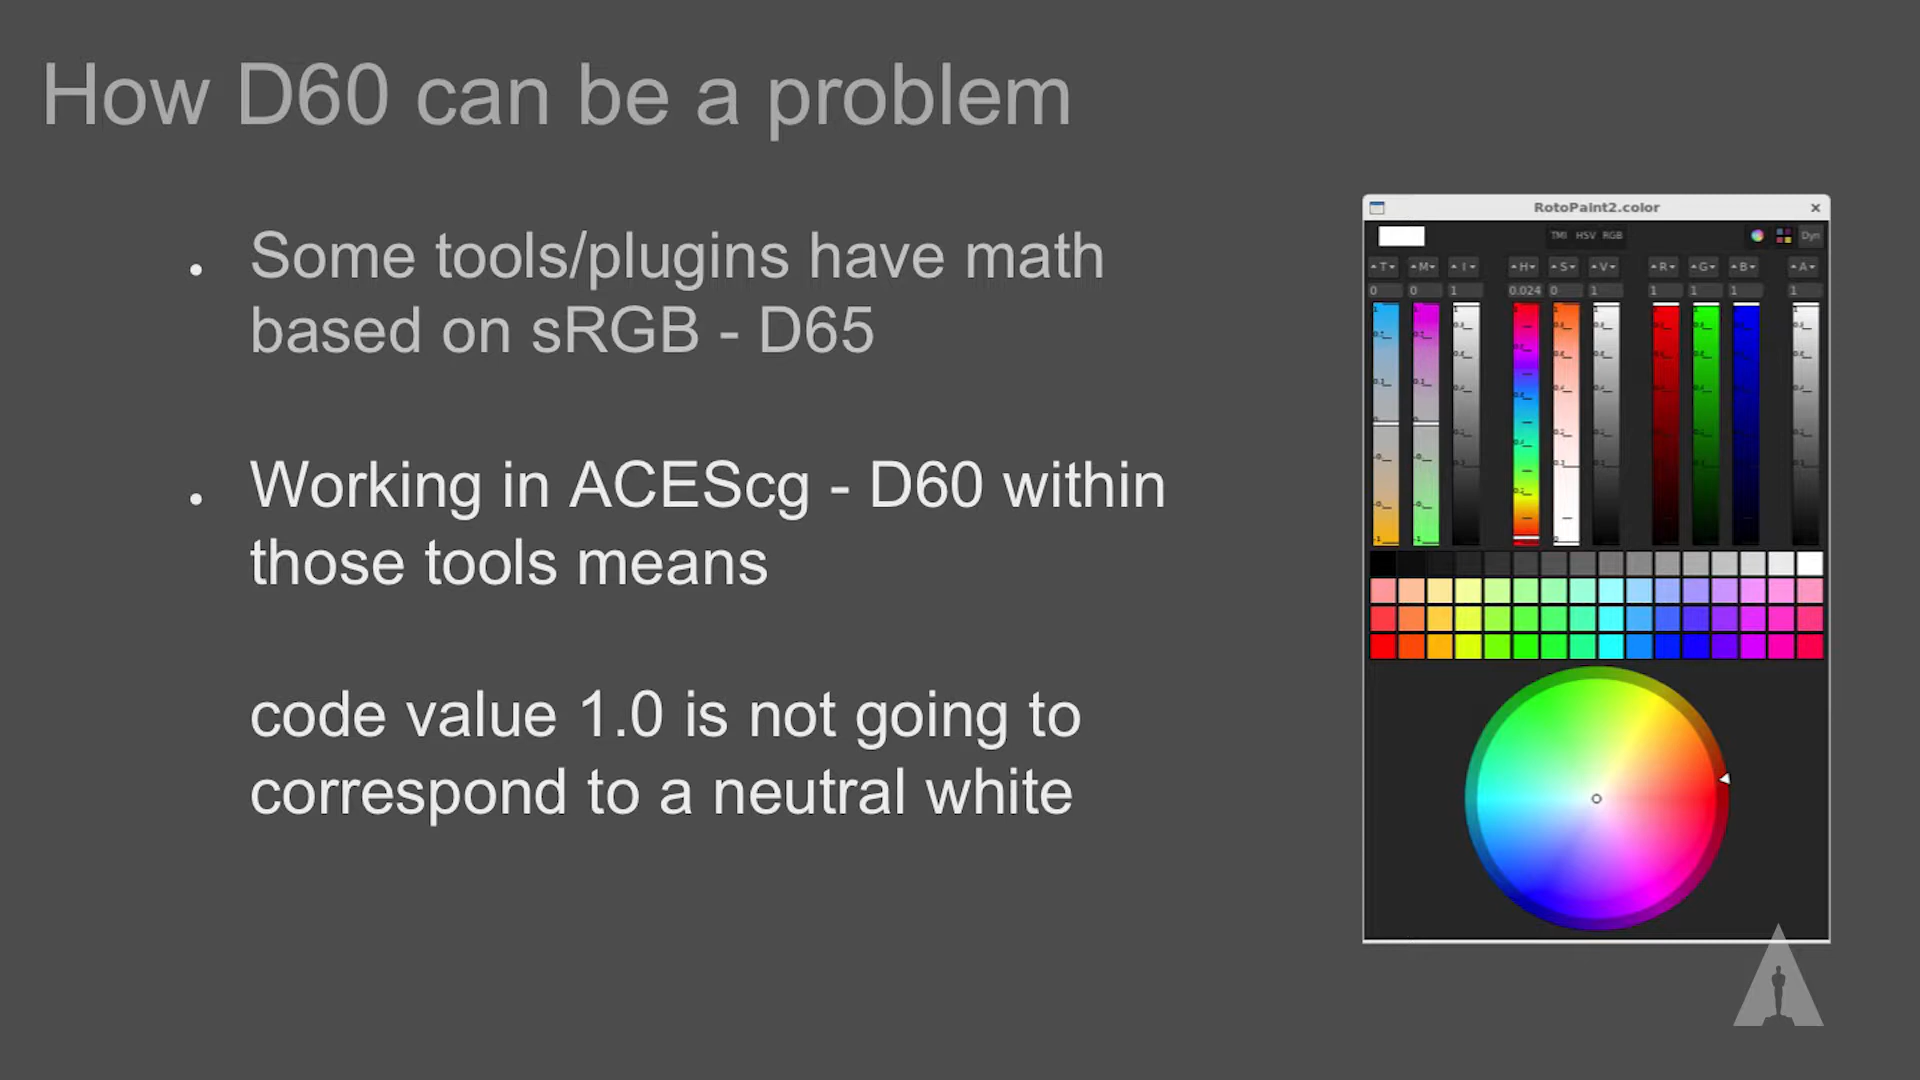 How D60 can be a problem
• Some tools/plugins have math
based on sRGB - D65
• Working in ACEScg - D60 within
those tools means
code value 1.0 is not going to
correspond to a neutral white
RotoPaint2.color
TMI HSV RGB Dyn
T M I H S V R G B A
0 0 1 0.024 0 1 1 1 1 1